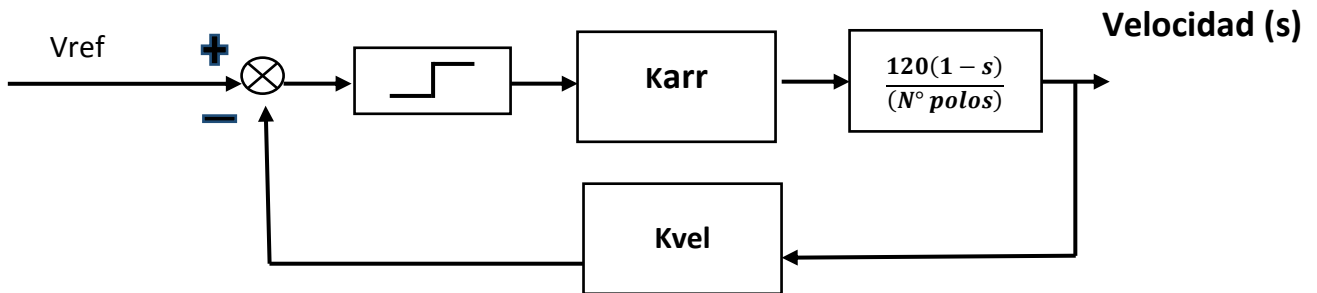 Velocidad (s)
Vref
+
−
Karr
120(1 − s)
(N° polos)
Kvel